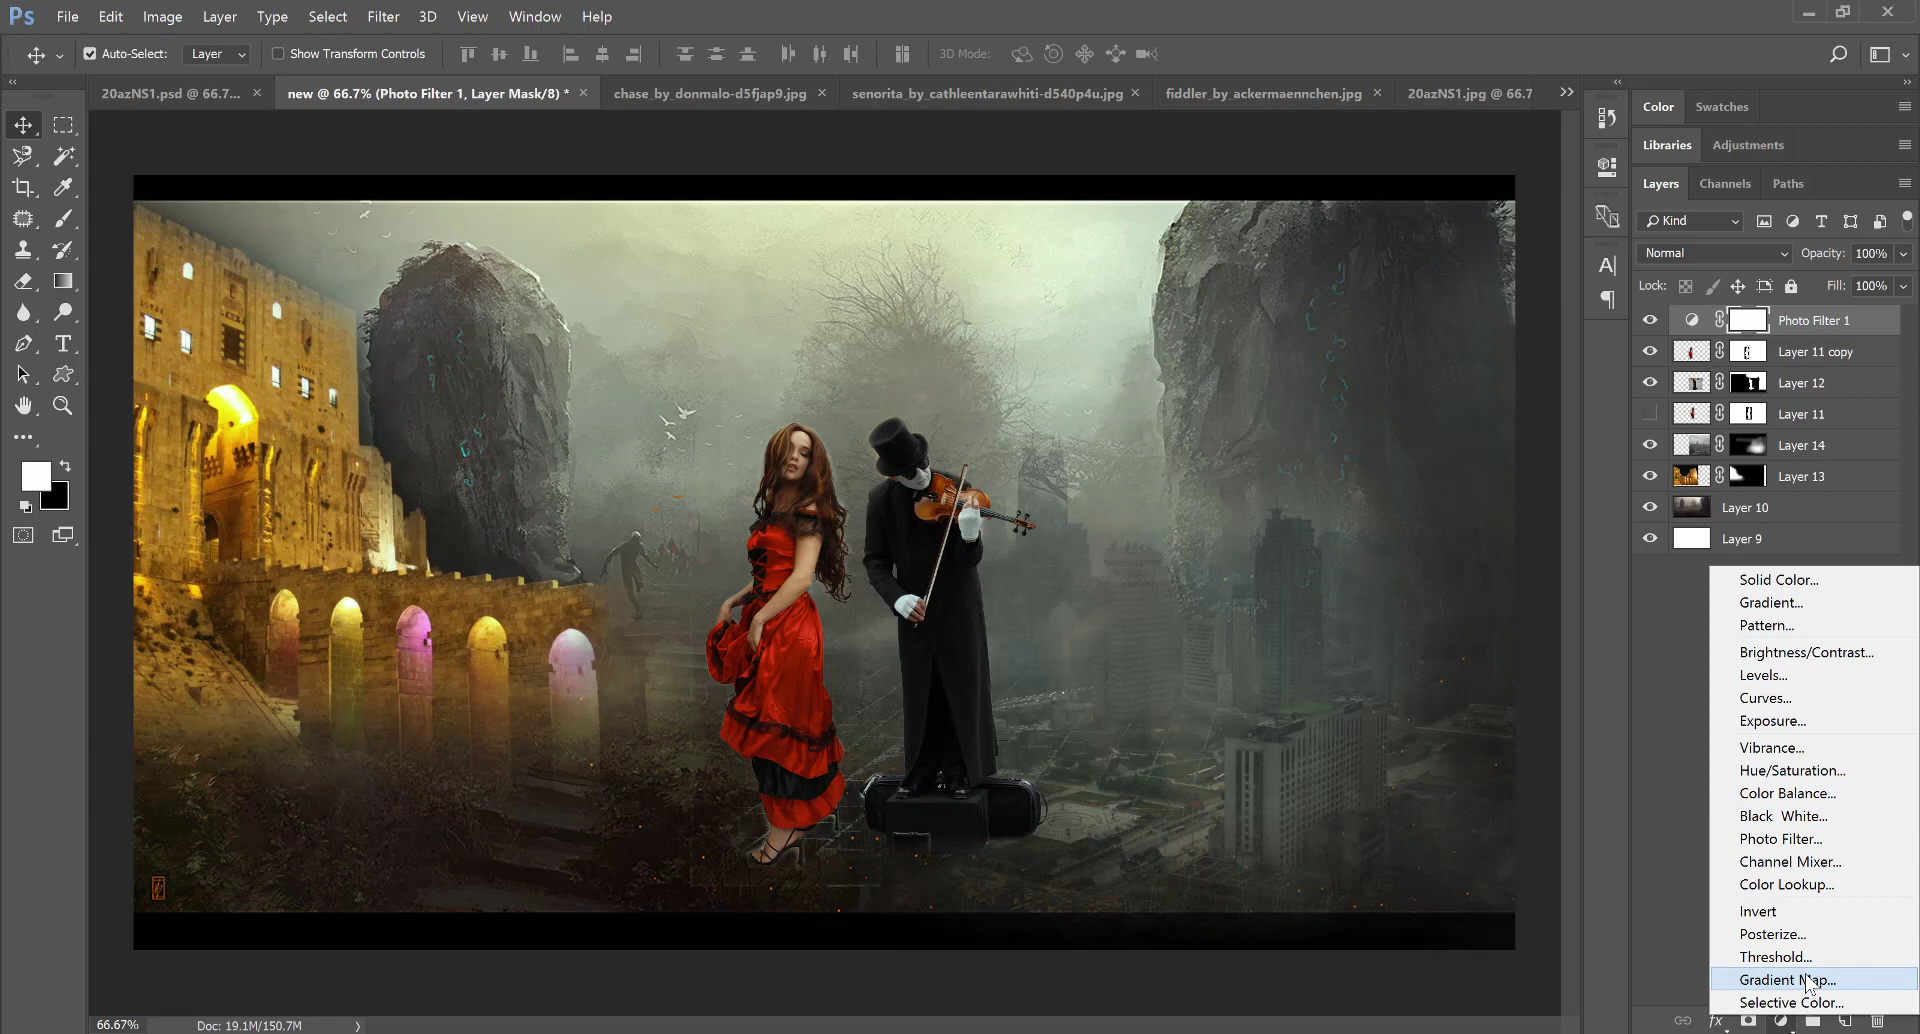 Ps File Edit Image Layer Type Select Filter 3D View Window Help
Auto-Select: Layer Show Transform Controls 3D Mode:
20azNS1.psd @ 66.7... × new @ 66.7% (Photo Filter 1, Layer Mask/8) * × chase_by_donmalo-d5fjap9.jpg × senorita_by_cathleentarawhiti-d540p4u.jpg × fiddler_by_ackermaennchen.jpg × 20azNS1.jpg @ 66.7
Color Swatches
Libraries Adjustments
Layers Channels Paths
Kind
Normal Opacity: 100%
Lock: Fill: 100%
Photo Filter 1
Layer 11 copy
Layer 12
Layer 11
Layer 14
Layer 13
Layer 10
Layer 9
Solid Color...
Gradient...
Pattern...
Brightness/Contrast...
Levels...
Curves...
Exposure...
Vibrance...
Hue/Saturation...
Color Balance...
Black  White...
Photo Filter...
Channel Mixer...
Color Lookup...
Invert
Posterize...
Threshold...
Gradient Map...
Selective Color...
fx
66.67% Doc: 19.1M/150.7M